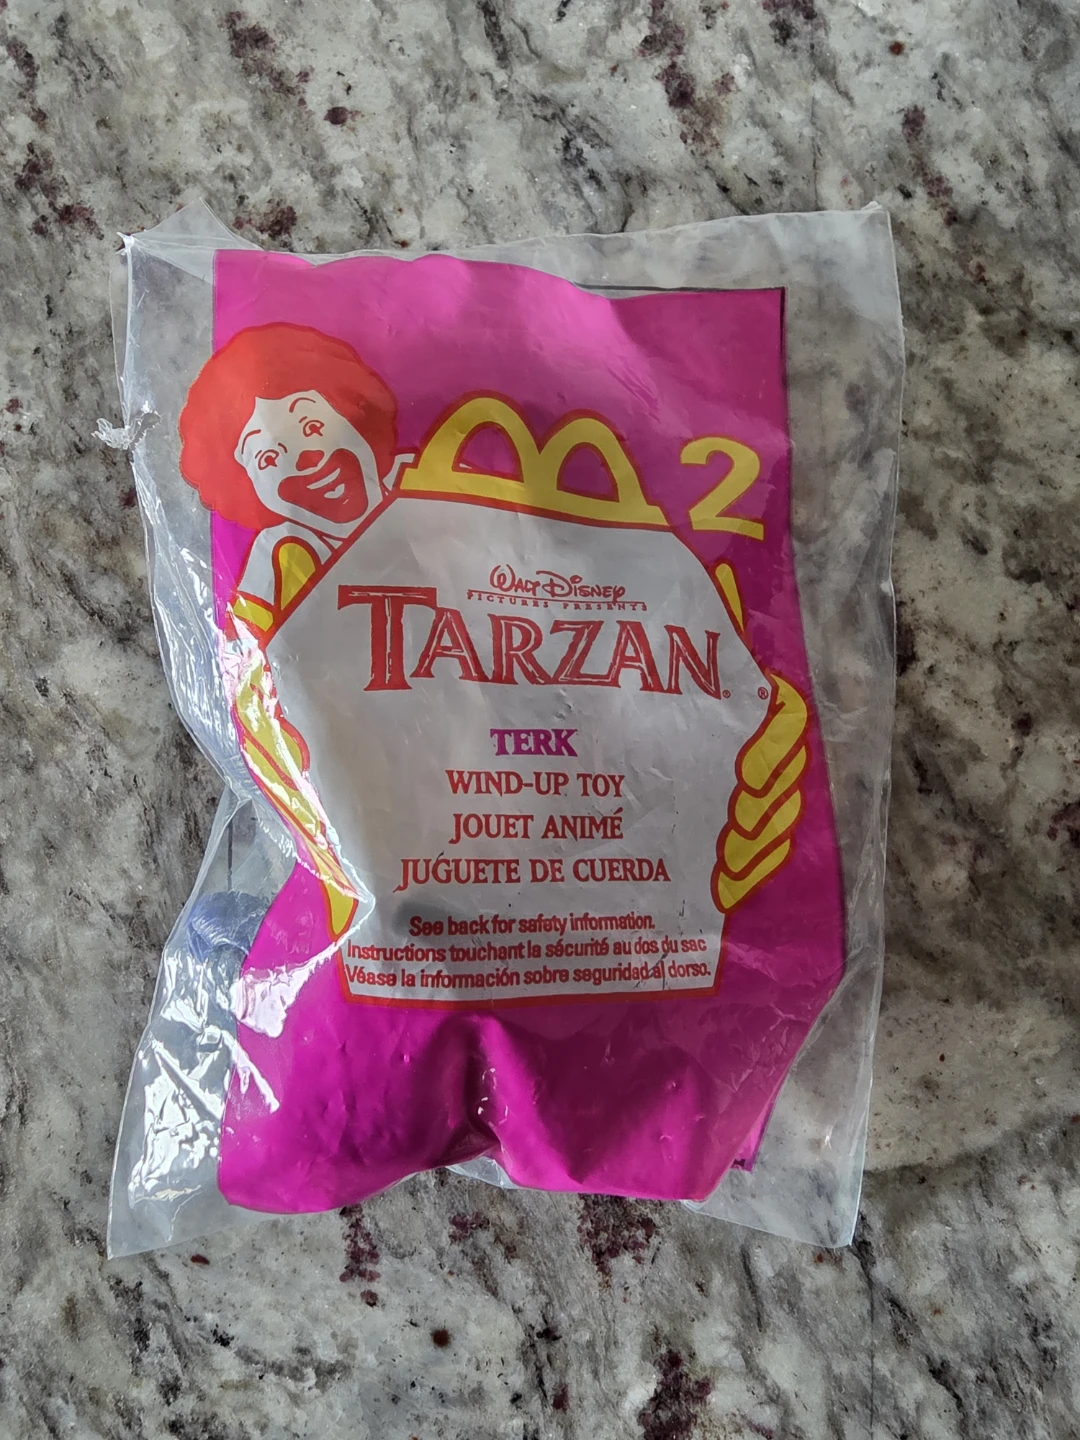 2
WALT DISNEY
PICTURES PRESENTS
TARZAN.®
®
TERK
WIND-UP TOY
JOUET ANIMÉ
JUGUETE DE CUERDA
See back for safety information.
Instructions touchant la sécurité au dos du sac
Véase la información sobre seguridad al dorso.